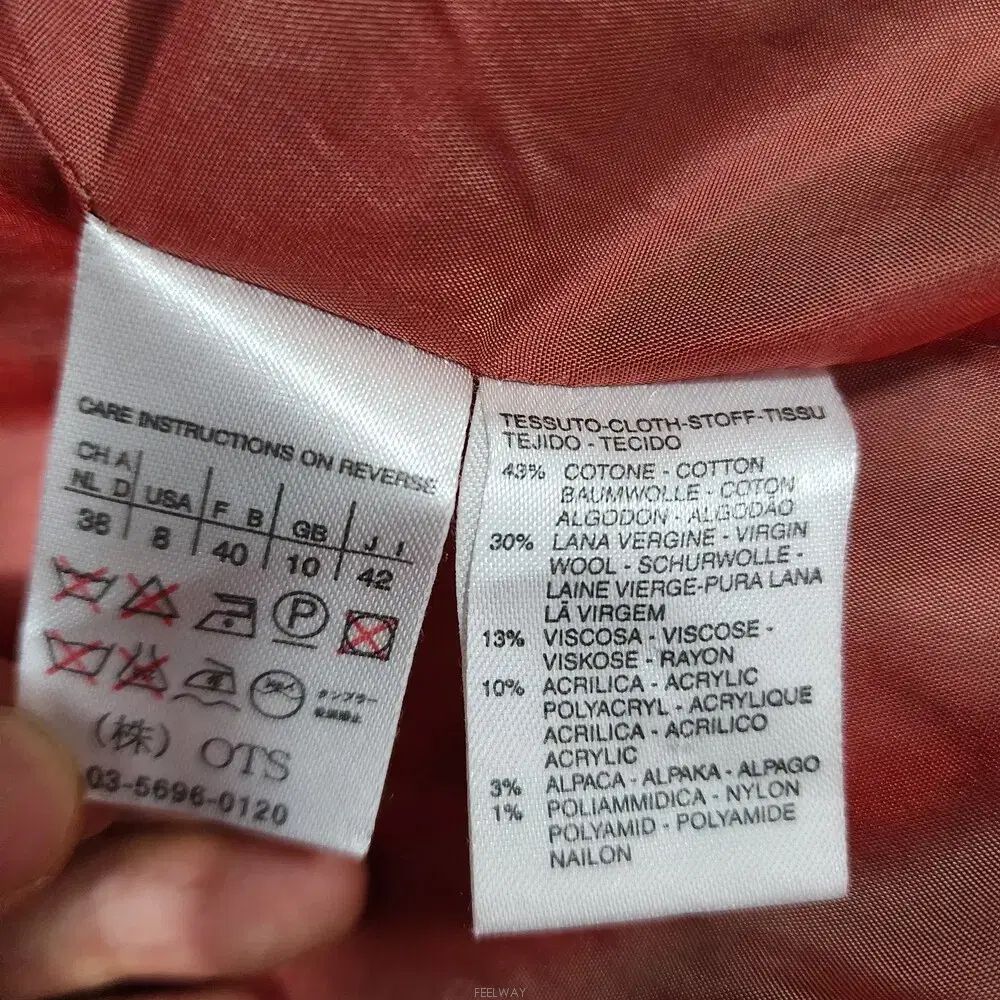 CARE INSTRUCTIONS ON REVERSE
CH A
NL D USA F B GB J I
38 8 40 10 42
P
(株) OTS
03-5696-0120
TESSUTO-CLOTH-STOFF-TISSU
TEJIDO - TECIDO
43% COTONE - COTTON
BAUMWOLLE - COTON
ALGODON - ALGODÃO
30% LANA VERGINE - VIRGIN
WOOL - SCHURWOLLE -
LAINE VIERGE-PURA LANA
LÃ VIRGEM
13% VISCOSA - VISCOSE -
VISKOSE - RAYON
10% ACRILICA - ACRYLIC
POLYACRYL - ACRYLIQUE
ACRILICA - ACRILICO
ACRYLIC
3% ALPACA - ALPAKA - ALPAGO
1% POLIAMMIDICA - NYLON
POLYAMID - POLYAMIDE
NAILON
FEELWAY